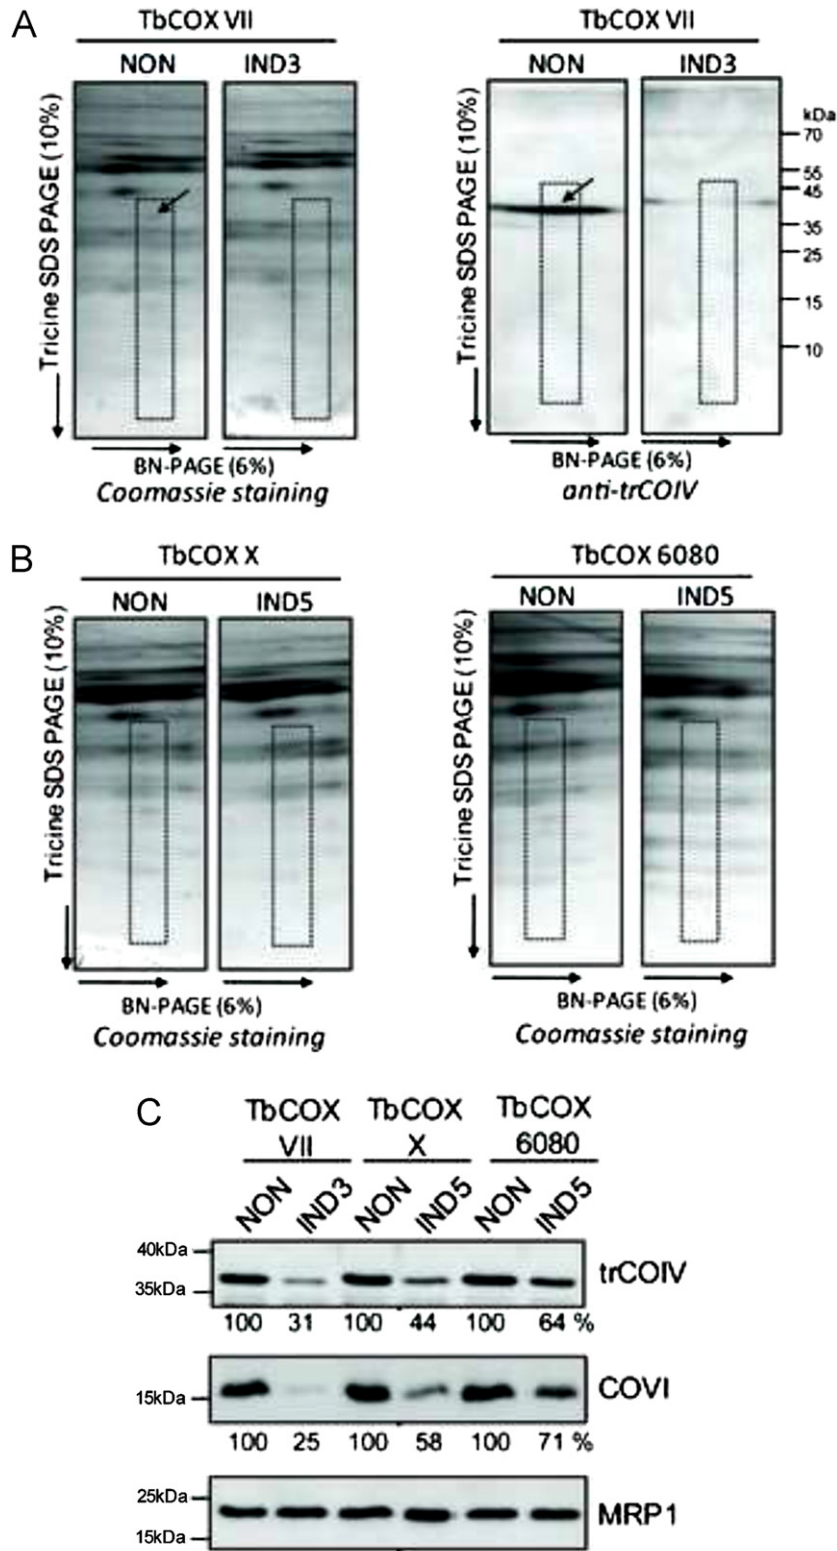 A
TbCOX VII
NON IND3
Tricine SDS PAGE (10%)
BN-PAGE (6%)
Coomassie staining
TbCOX VII
NON IND3
Tricine SDS PAGE (10%)
kDa
70
55
45
35
25
15
10
BN-PAGE (6%)
anti-trCOIV
B
TbCOX X
NON IND5
Tricine SDS PAGE (10%)
BN-PAGE (6%)
Coomassie staining
TbCOX 6080
NON IND5
Tricine SDS PAGE (10%)
BN-PAGE (6%)
Coomassie staining
C
TbCOX TbCOX TbCOX
VII X 6080
NON IND3 NON IND5 NON IND5
40kDa
35kDa
trCOIV
100 31 100 44 100 64 %
15kDa
COVI
100 25 100 58 100 71 %
25kDa
15kDa
MRP1